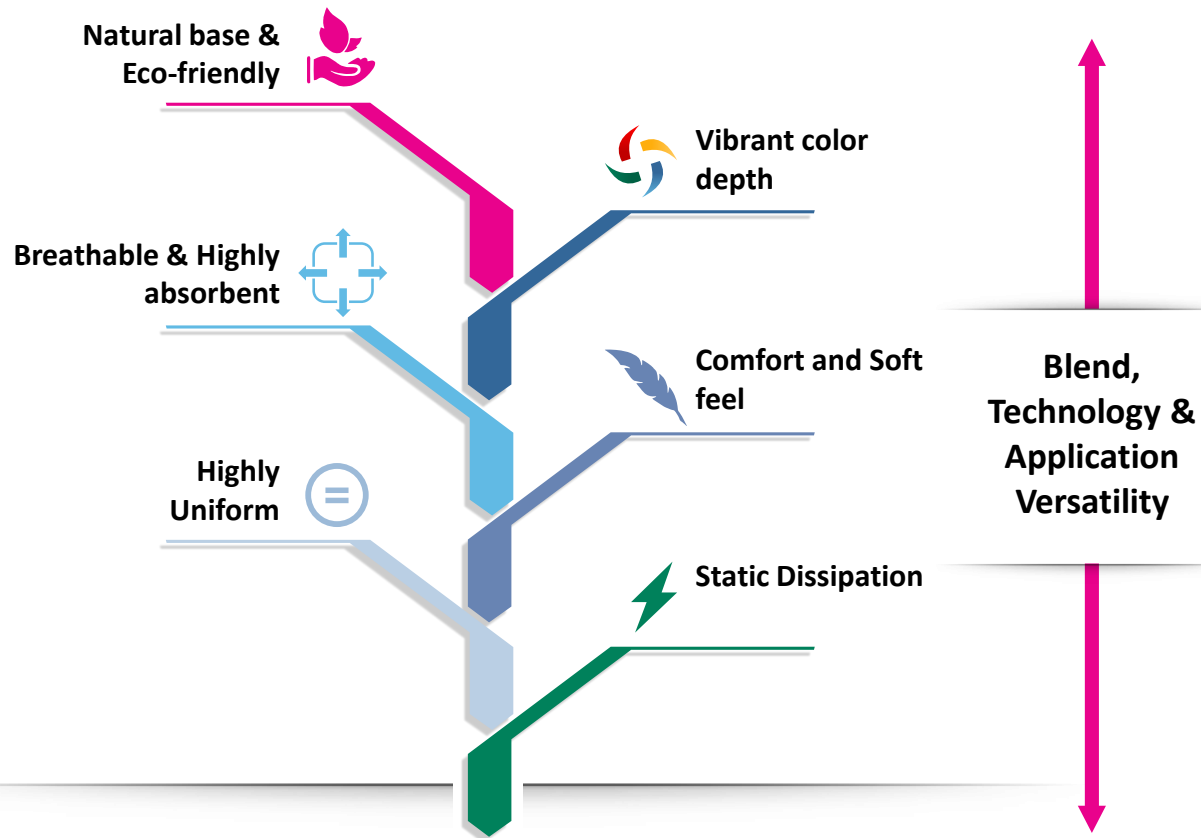 Natural base &
Eco-friendly
Vibrant color
depth
Breathable & Highly
absorbent
Comfort and Soft
feel
Highly
Uniform
Static Dissipation
Blend,
Technology &
Application
Versatility